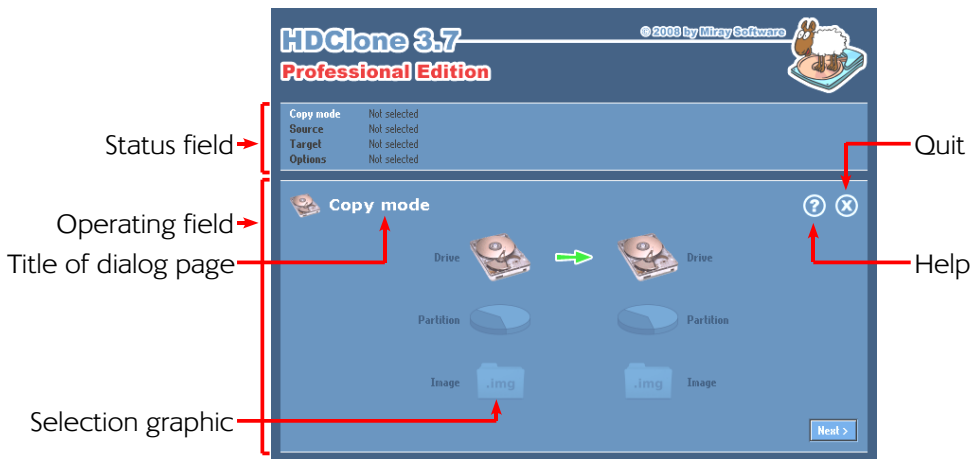 HDClone 3.7
© 2008 by Miray Software
Professional Edition
Copy mode Not selected
Source Not selected
Target Not selected
Options Not selected
Status field
Quit
Operating field
Title of dialog page
Copy mode
?
X
Help
Drive
Drive
Partition
Partition
Image .img
.img Image
Selection graphic
Next >